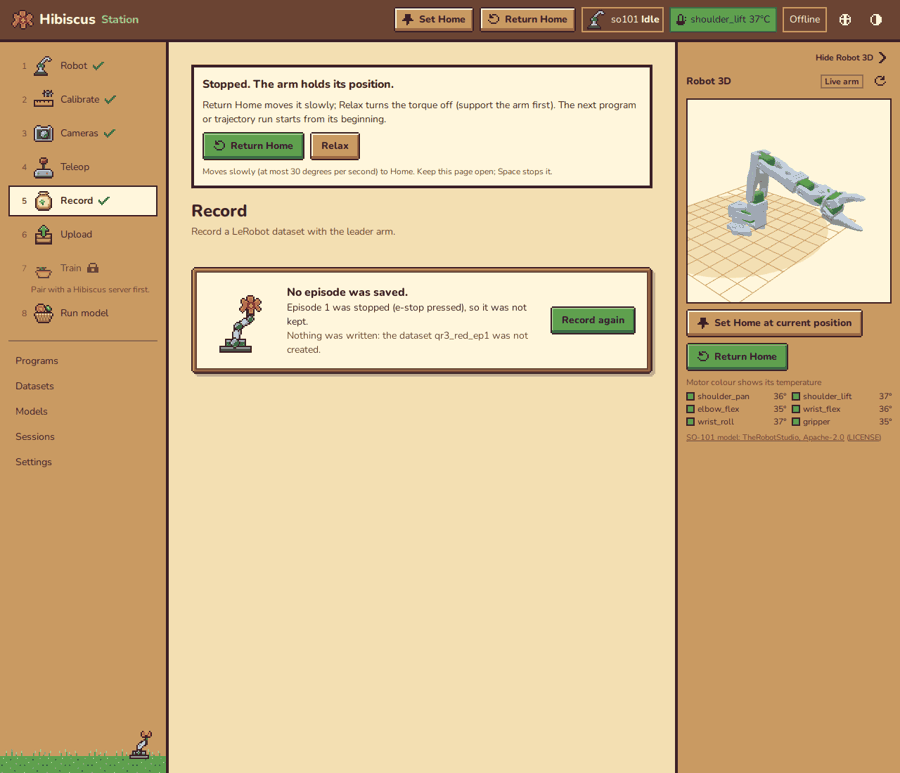 Hibiscus Station
Set Home
Return Home
so101 Idle
shoulder_lift 37°C
Offline
1 Robot
2 Calibrate
3 Cameras
4 Teleop
5 Record
6 Upload
7 Train
Pair with a Hibiscus server first.
8 Run model
Programs
Datasets
Models
Sessions
Settings
Stopped. The arm holds its position.
Return Home moves it slowly; Relax turns the torque off (support the arm first). The next program
or trajectory run starts from its beginning.
Return Home
Relax
Moves slowly (at most 30 degrees per second) to Home. Keep this page open; Space stops it.
Record
Record a LeRobot dataset with the leader arm.
No episode was saved.
Episode 1 was stopped (e-stop pressed), so it was not
kept.
Nothing was written: the dataset qr3_red_ep1 was not
created.
Record again
Hide Robot 3D
Robot 3D
Live arm
Set Home at current position
Return Home
Motor colour shows its temperature
shoulder_pan 36° shoulder_lift 37°
elbow_flex 35° wrist_flex 36°
wrist_roll 37° gripper 35°
SO-101 model: TheRobotStudio, Apache-2.0 (LICENSE)